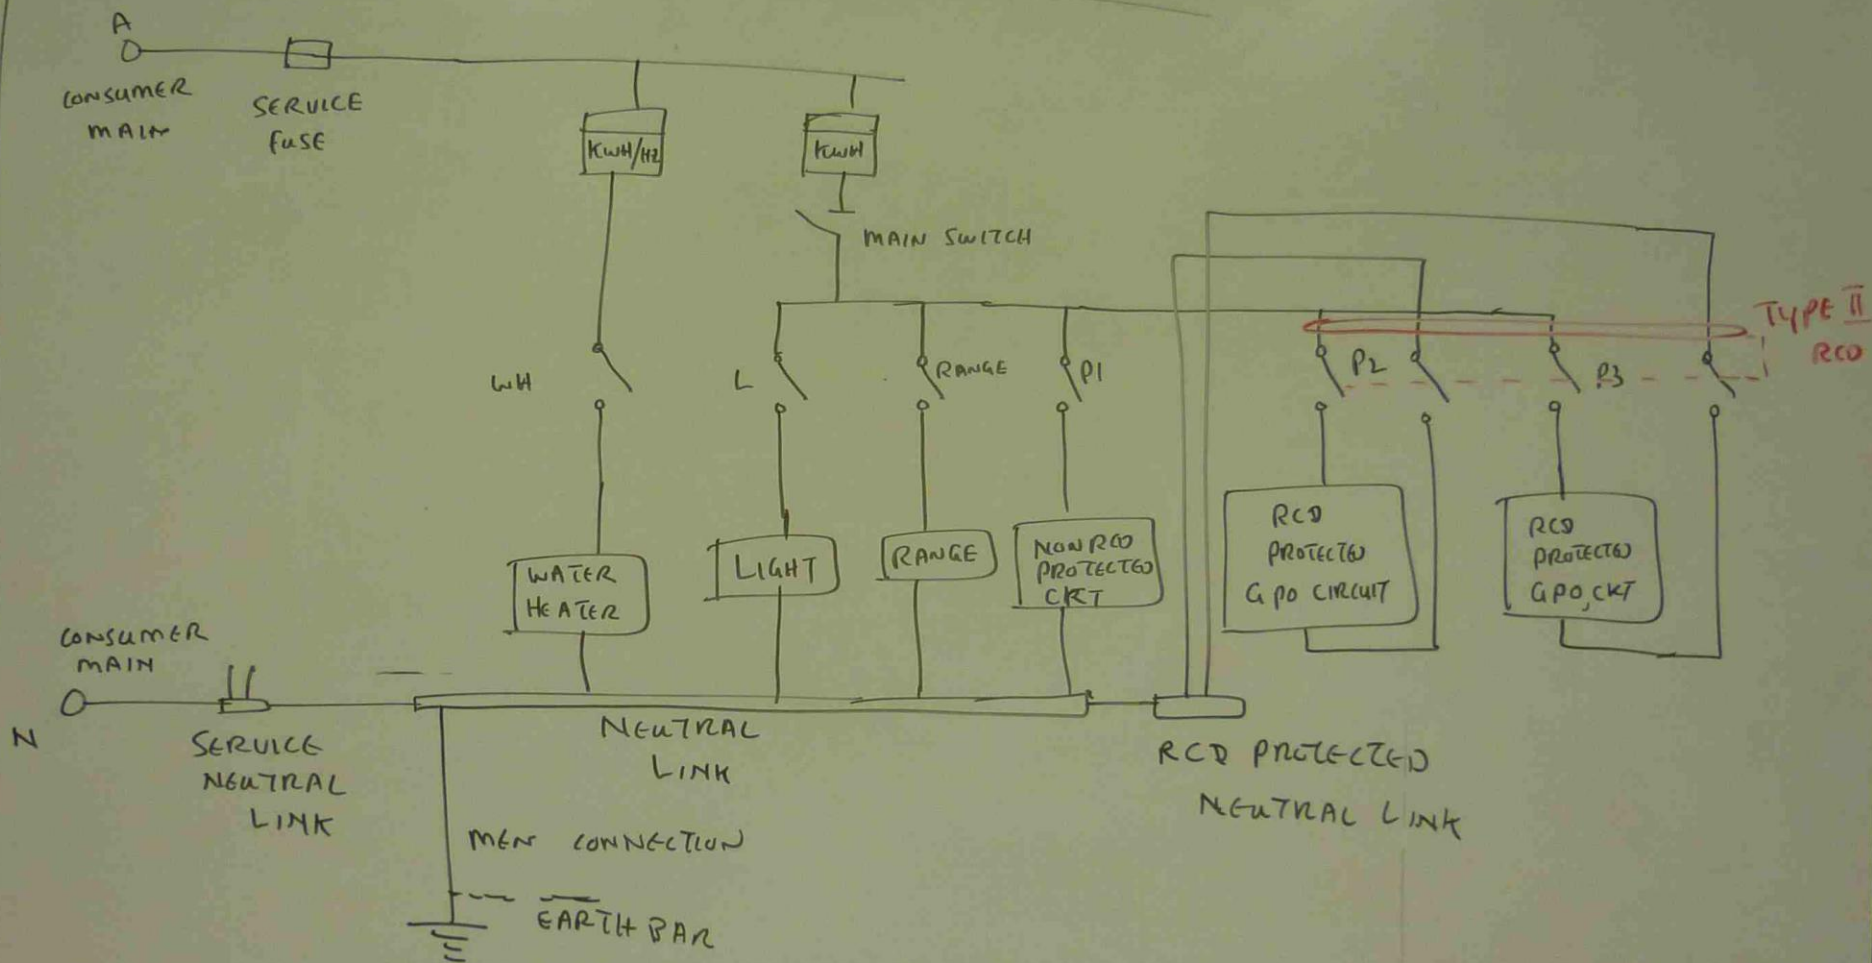 A
CONSUMER
MAIN
SERVICE
FUSE
KWH/HZ
KWH
MAIN SWITCH
TYPE II
RCD
WH
L
RANGE
P1
P2
P3
WATER
HEATER
LIGHT
RANGE
NON RCD
PROTECTED
CKT
RCD
PROTECTED
GPO CIRCUIT
RCD
PROTECTED
GPO, CKT
CONSUMER
MAIN
N
SERVICE
NEUTRAL
LINK
NEUTRAL
LINK
RCD PROTECTED
NEUTRAL LINK
MEN CONNECTION
EARTH BAR